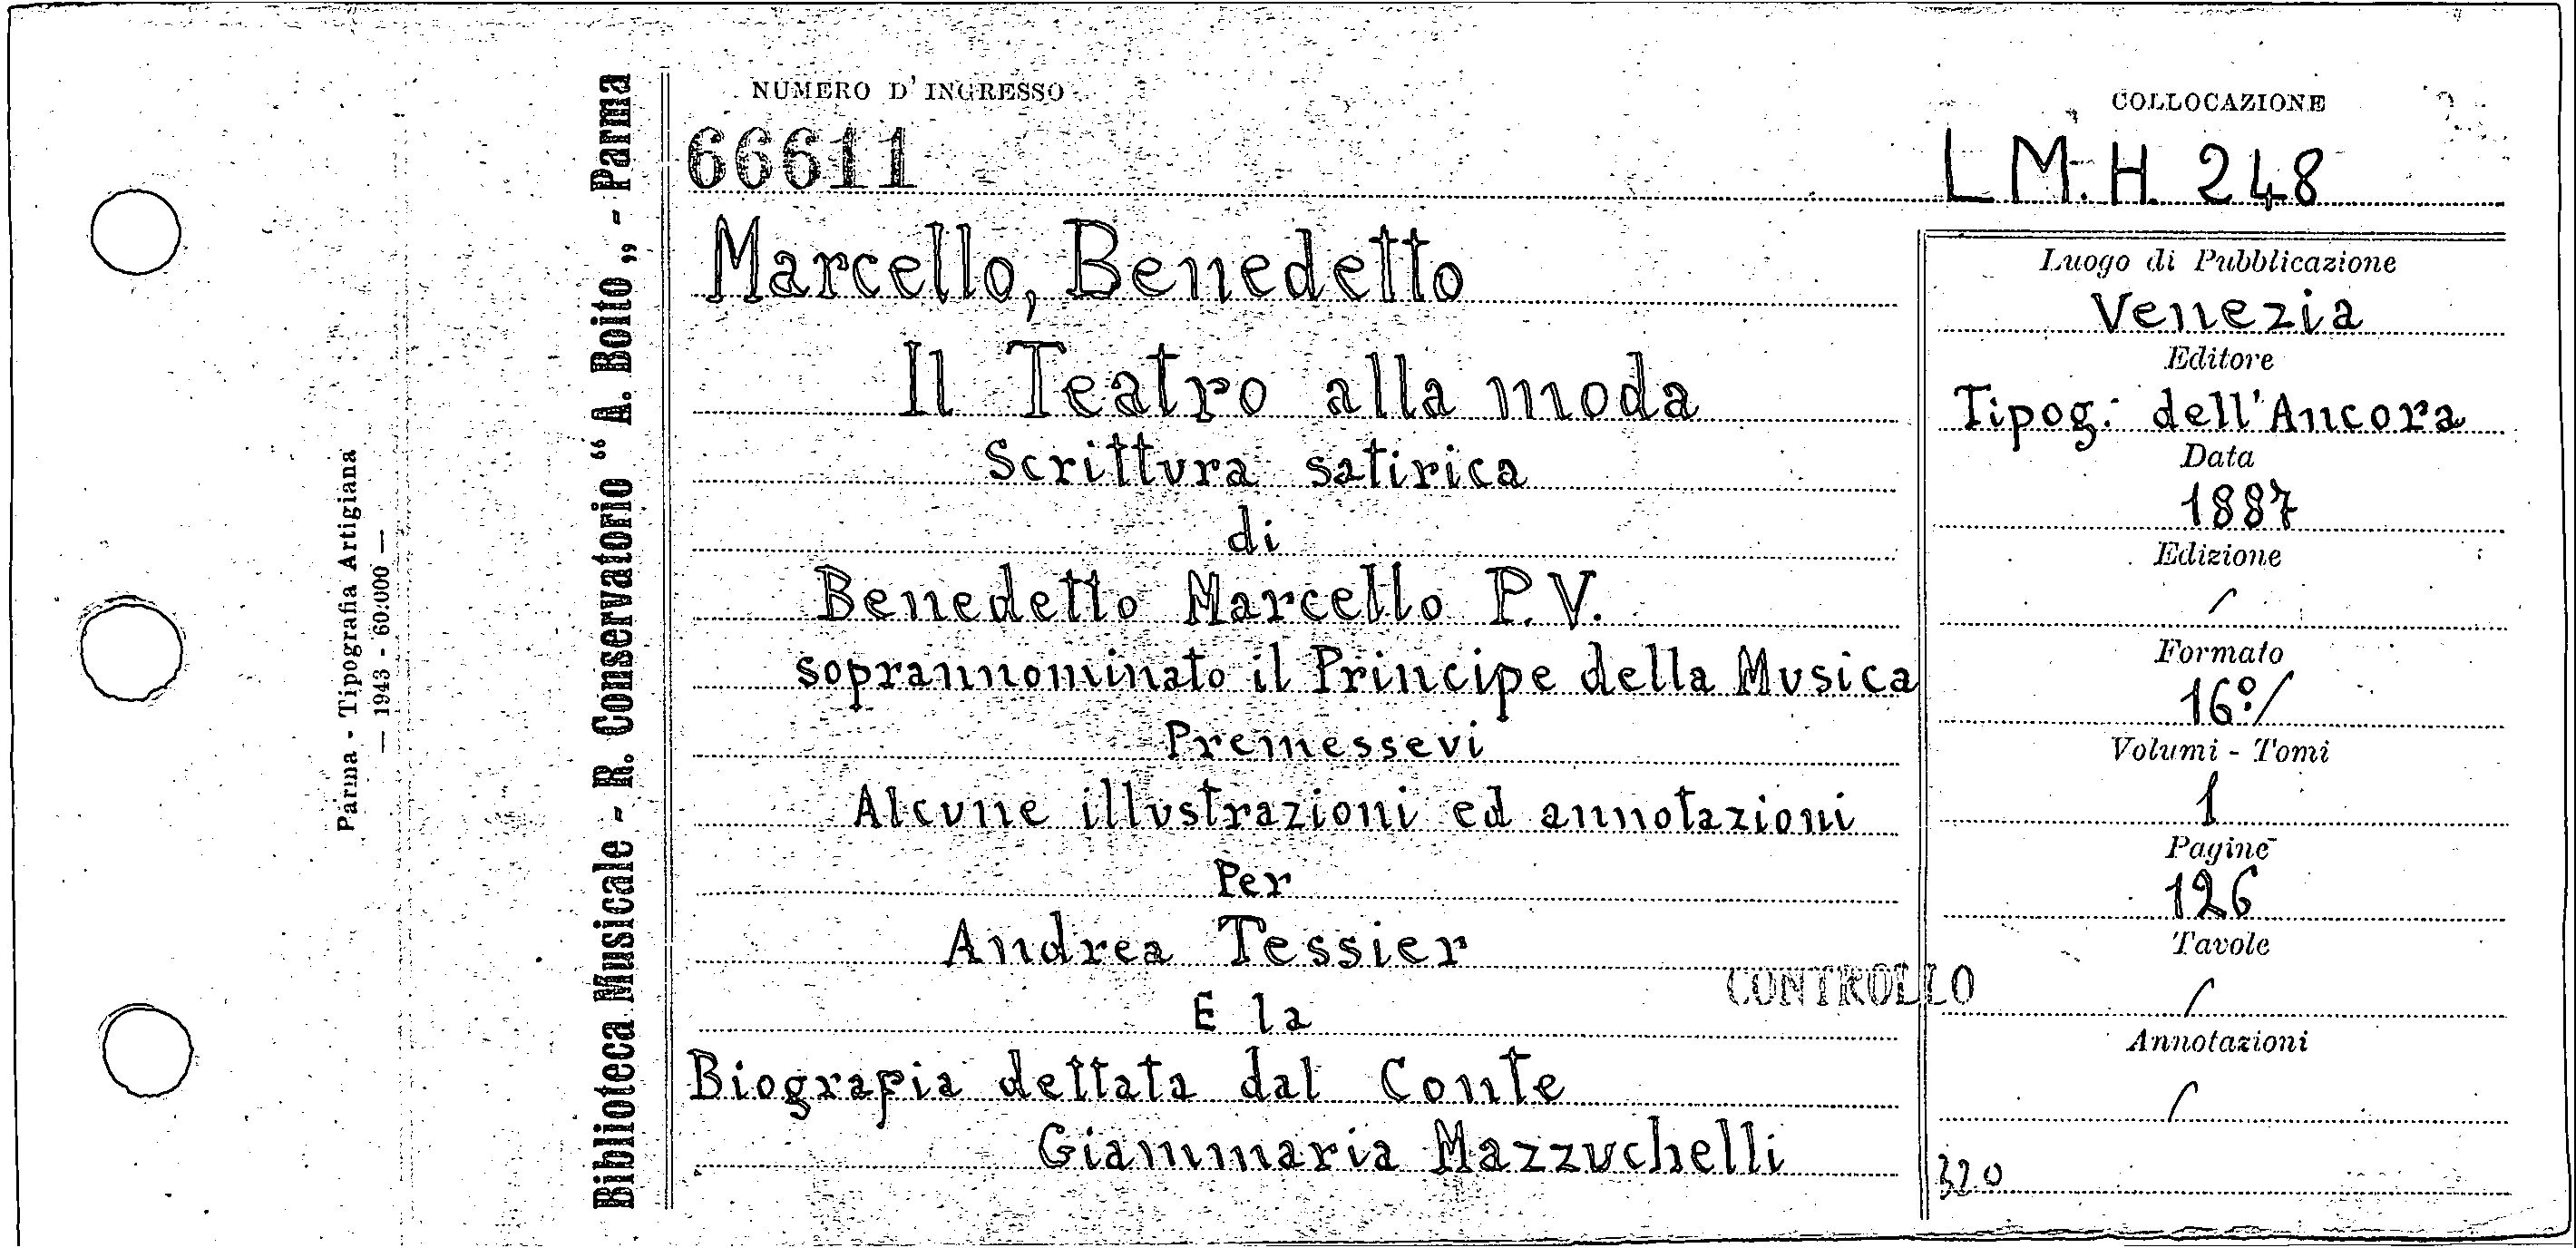 NUMERO D'INGRESSO
66611
COLLOCAZIONE
L M. H. 248
Marcello, Benedetto
Il Teatro alla moda
Scrittura satirica
di
Benedetto Marcello P. V.
soprannominato il Principe della Musica
Premessevi
Alcune illustrazioni ed annotazioni
Per
Andrea Tessier
E la
Biografia dettata dal Conte
Giammaria Mazzuchelli
CONTROLLO
Luogo di Pubblicazione
Venezia
Editore
Tipog: dell'Ancora
Data
1887
Edizione
/
Formato
16º/
Volumi - Tomi
1
Pagine
126
Tavole
/
Annotazioni
/
Biblioteca Musicale - R. Conservatorio “ A. Boito „ - Parma
Parma - Tipografia Artigiana
— 1943 - 60:000 —